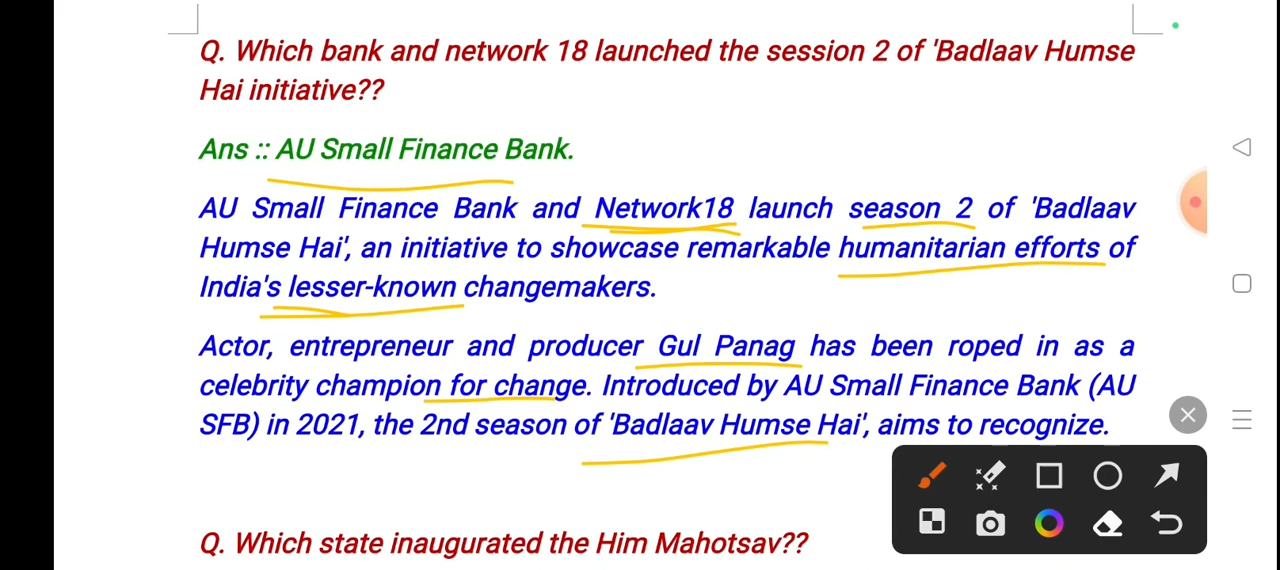 Q. Which bank and network 18 launched the session 2 of 'Badlaav Humse
Hai initiative??
Ans :: AU Small Finance Bank.
AU Small Finance Bank and Network18 launch season 2 of 'Badlaav
Humse Hai', an initiative to showcase remarkable humanitarian efforts of
India's lesser-known changemakers.
Actor, entrepreneur and producer Gul Panag has been roped in as a
celebrity champion for change. Introduced by AU Small Finance Bank (AU
SFB) in 2021, the 2nd season of 'Badlaav Humse Hai', aims to recognize.
Q. Which state inaugurated the Him Mahotsav??